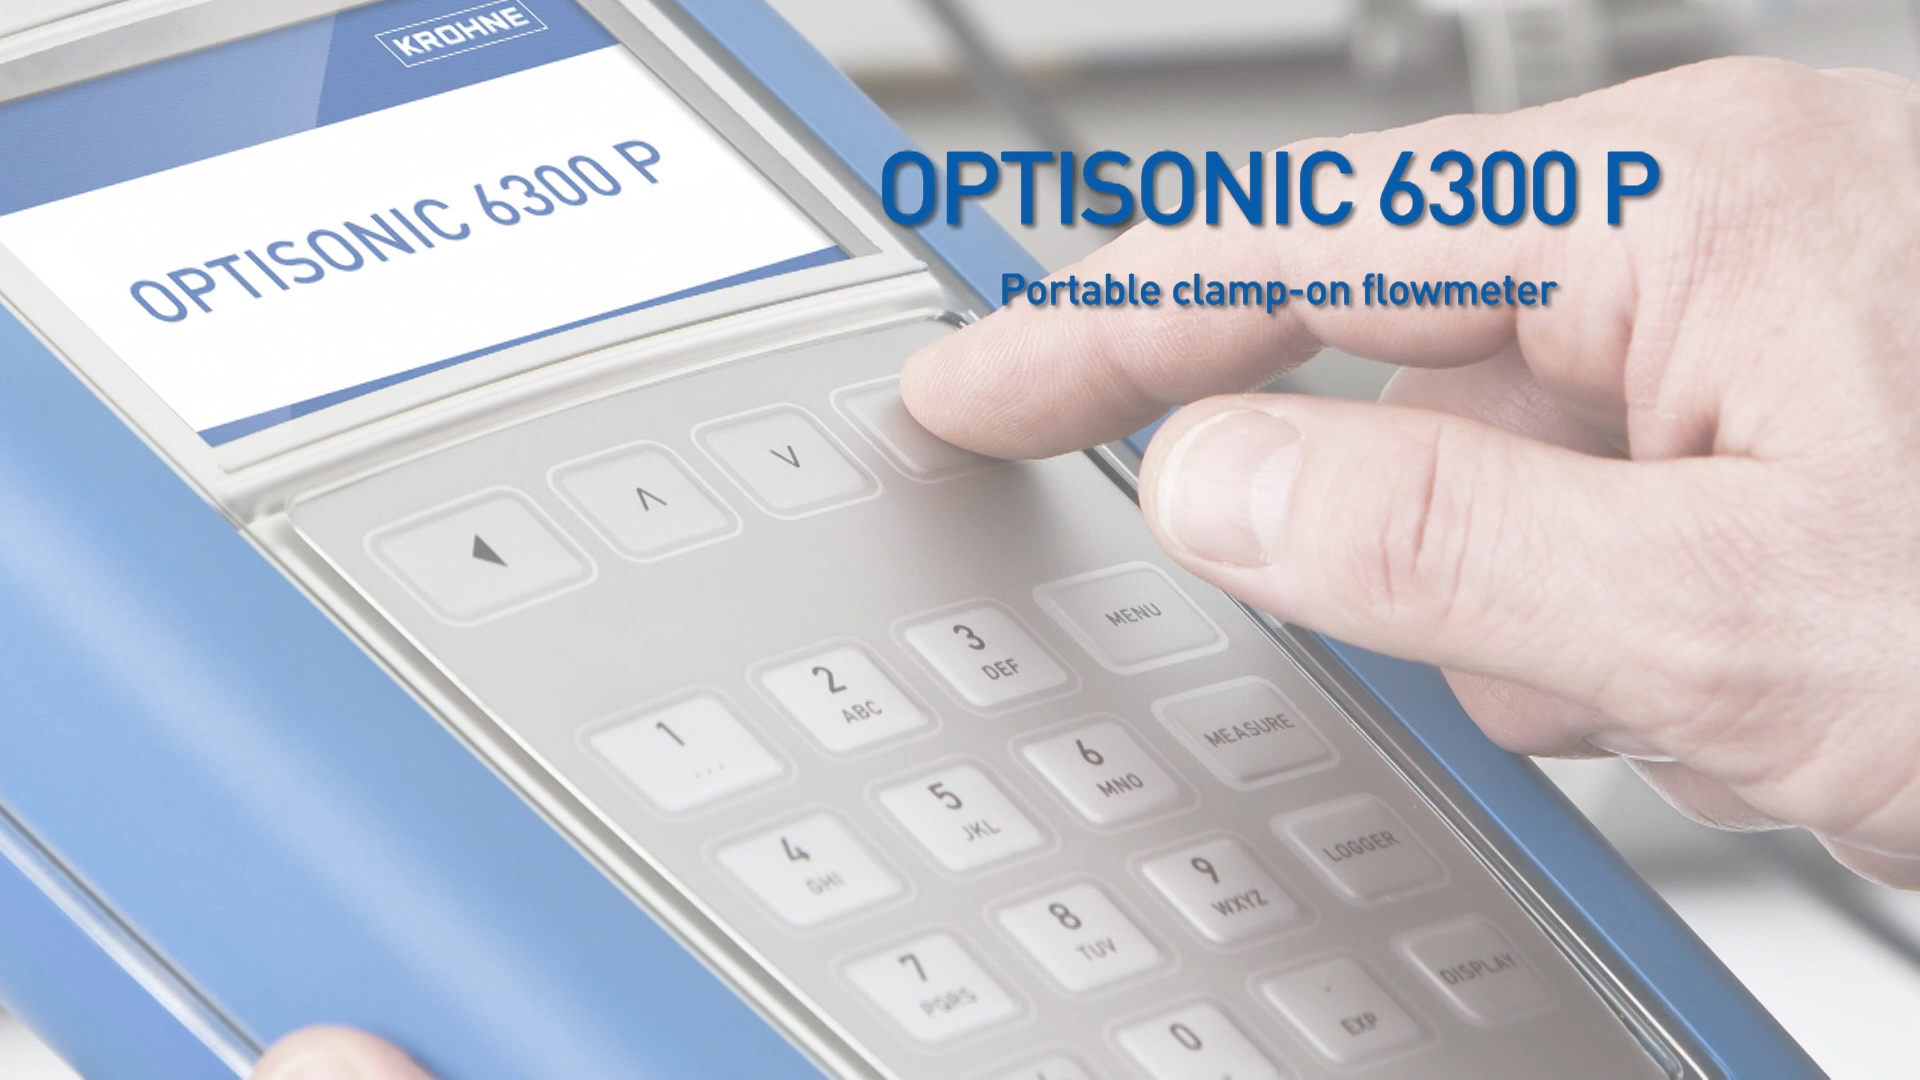 KROHNE
OPTISONIC 6300 P
OPTISONIC 6300 P
Portable clamp-on flowmeter
1
...
2
ABC
3
DEF
MENU
4
GHI
5
JKL
6
MNO
MEASURE
7
PQRS
8
TUV
9
WXYZ
LOGGER
0
.
EXP
DISPLAY